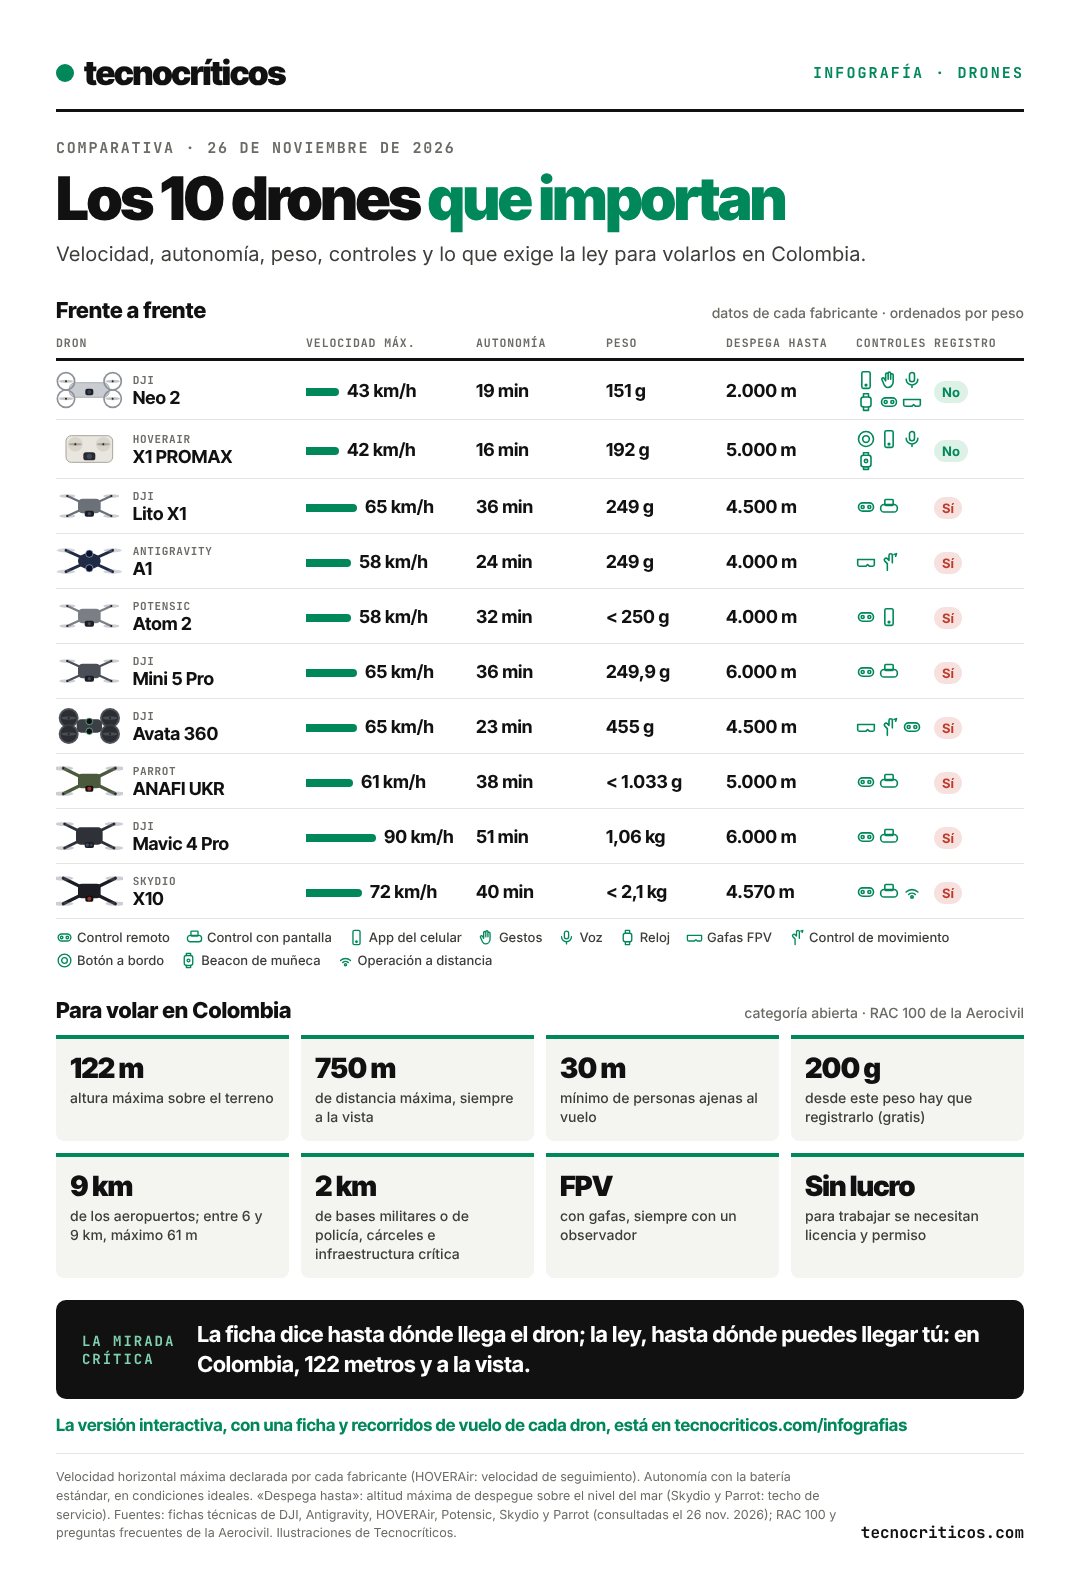 tecnocríticos
INFOGRAFÍA · DRONES
COMPARATIVA · 26 DE NOVIEMBRE DE 2026
Los 10 drones que importan
Velocidad, autonomía, peso, controles y lo que exige la ley para volarlos en Colombia.
Frente a frente
datos de cada fabricante · ordenados por peso
DRON VELOCIDAD MÁX. AUTONOMÍA PESO DESPEGA HASTA CONTROLES REGISTRO
DJI
Neo 2 43 km/h 19 min 151 g 2.000 m No
HOVERAIR
X1 PROMAX 42 km/h 16 min 192 g 5.000 m No
DJI
Lito X1 65 km/h 36 min 249 g 4.500 m Sí
ANTIGRAVITY
A1 58 km/h 24 min 249 g 4.000 m Sí
POTENSIC
Atom 2 58 km/h 32 min < 250 g 4.000 m Sí
DJI
Mini 5 Pro 65 km/h 36 min 249,9 g 6.000 m Sí
DJI
Avata 360 65 km/h 23 min 455 g 4.500 m Sí
PARROT
ANAFI UKR 61 km/h 38 min < 1.033 g 5.000 m Sí
DJI
Mavic 4 Pro 90 km/h 51 min 1,06 kg 6.000 m Sí
SKYDIO
X10 72 km/h 40 min < 2,1 kg 4.570 m Sí
Control remoto Control con pantalla App del celular Gestos Voz Reloj Gafas FPV Control de movimiento
Botón a bordo Beacon de muñeca Operación a distancia
Para volar en Colombia
categoría abierta · RAC 100 de la Aerocivil
122 m
altura máxima sobre el terreno
750 m
de distancia máxima, siempre
a la vista
30 m
mínimo de personas ajenas al
vuelo
200 g
desde este peso hay que
registrarlo (gratis)
9 km
de los aeropuertos; entre 6 y
9 km, máximo 61 m
2 km
de bases militares o de
policía, cárceles e
infraestructura crítica
FPV
con gafas, siempre con un
observador
Sin lucro
para trabajar se necesitan
licencia y permiso
LA MIRADA
CRÍTICA
La ficha dice hasta dónde llega el dron; la ley, hasta dónde puedes llegar tú: en
Colombia, 122 metros y a la vista.
La versión interactiva, con una ficha y recorridos de vuelo de cada dron, está en tecnocriticos.com/infografias
Velocidad horizontal máxima declarada por cada fabricante (HOVERAir: velocidad de seguimiento). Autonomía con la batería
estándar, en condiciones ideales. «Despega hasta»: altitud máxima de despegue sobre el nivel del mar (Skydio y Parrot: techo de
servicio). Fuentes: fichas técnicas de DJI, Antigravity, HOVERAir, Potensic, Skydio y Parrot (consultadas el 26 nov. 2026); RAC 100 y
preguntas frecuentes de la Aerocivil. Ilustraciones de Tecnocríticos.
tecnocriticos.com